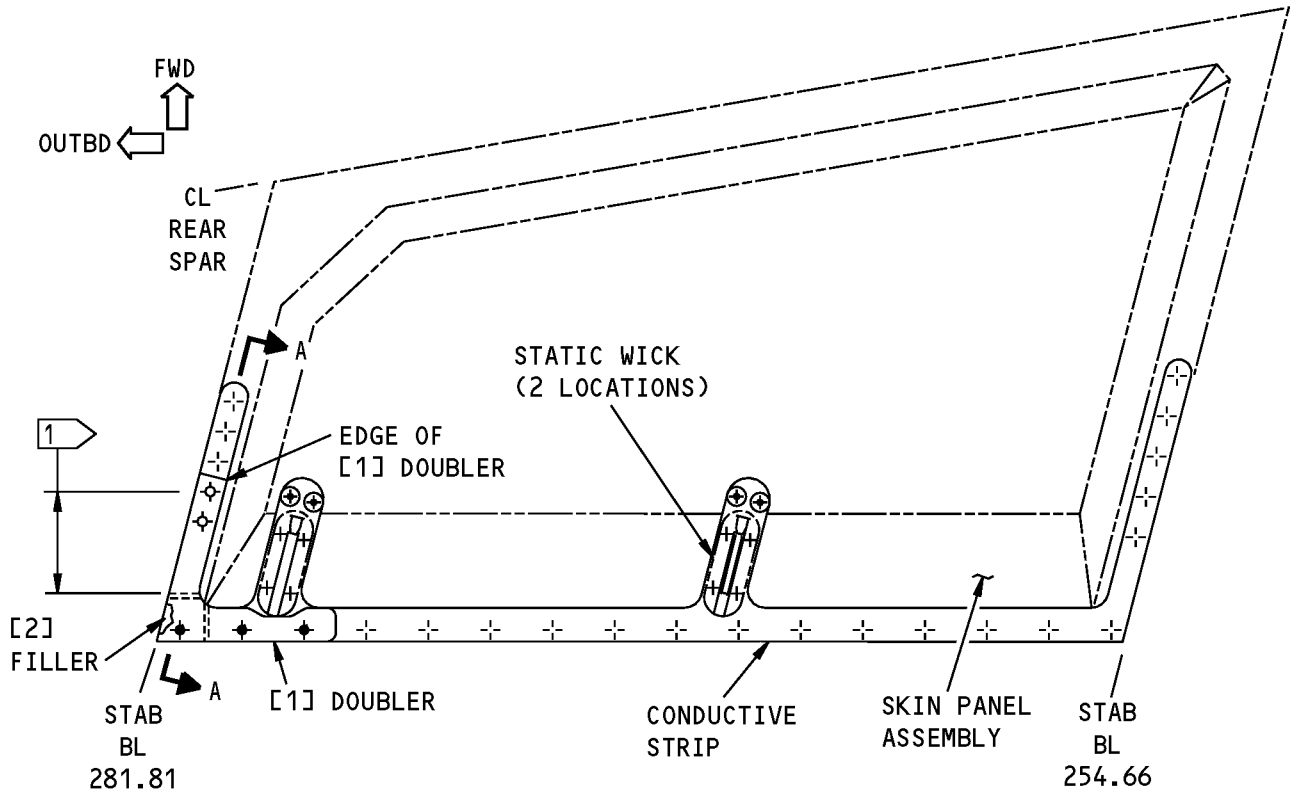 FWD
OUTBD
CL
REAR
SPAR
A
STATIC WICK
(2 LOCATIONS)
1
EDGE OF
[1] DOUBLER
[2]
FILLER
A
[1] DOUBLER
STAB
BL
281.81
CONDUCTIVE
STRIP
SKIN PANEL
ASSEMBLY
STAB
BL
254.66